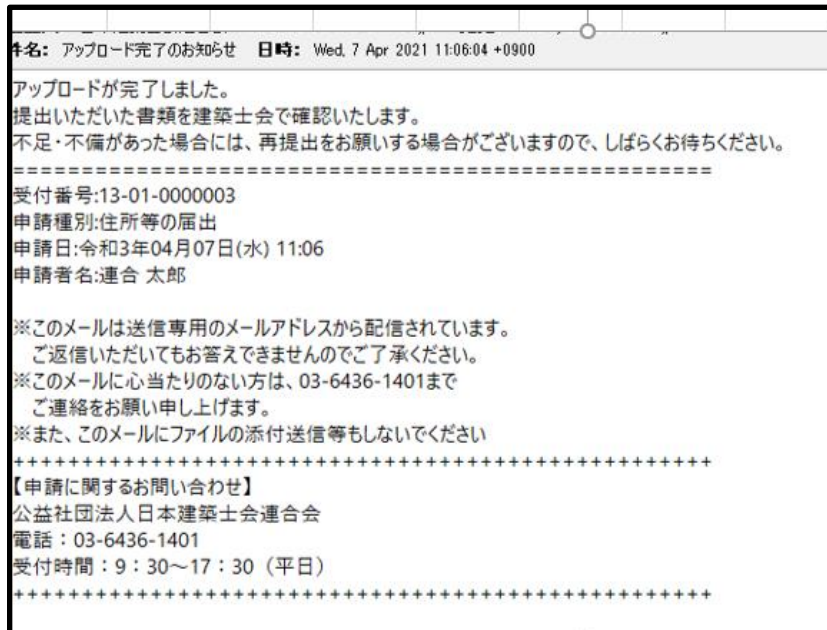 件名: アップロード完了のお知らせ 日時: Wed, 7 Apr 2021 11:06:04 +0900
アップロードが完了しました。
提出いただいた書類を建築士会で確認いたします。
不足・不備があった場合には、再提出をお願いする場合がございますので、しばらくお待ちください。
===================================================
受付番号:13-01-0000003
申請種別:住所等の届出
申請日:令和3年04月07日(水) 11:06
申請者名:連合 太郎
※このメールは送信専用のメールアドレスから配信されています。
ご返信いただいてもお答えできませんのでご了承ください。
※このメールに心当たりのない方は、03-6436-1401まで
ご連絡をお願い申し上げます。
※また、このメールにファイルの添付送信等もしないでください
+++++++++++++++++++++++++++++++++++++++++++++++++++
【申請に関するお問い合わせ】
公益社団法人日本建築士会連合会
電話：03-6436-1401
受付時間：9：30～17：30（平日）
+++++++++++++++++++++++++++++++++++++++++++++++++++